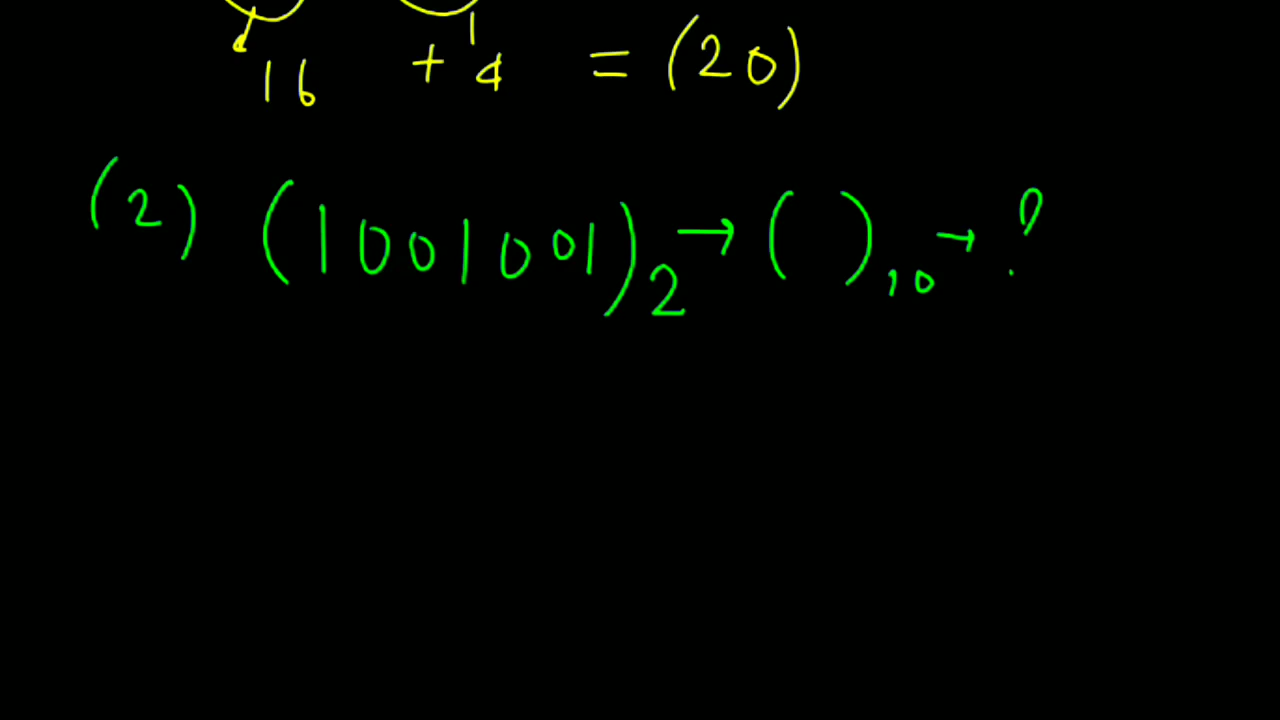 16 + 4 = (20)
(2) (1001001)₂ → ( )₁₀ → ?